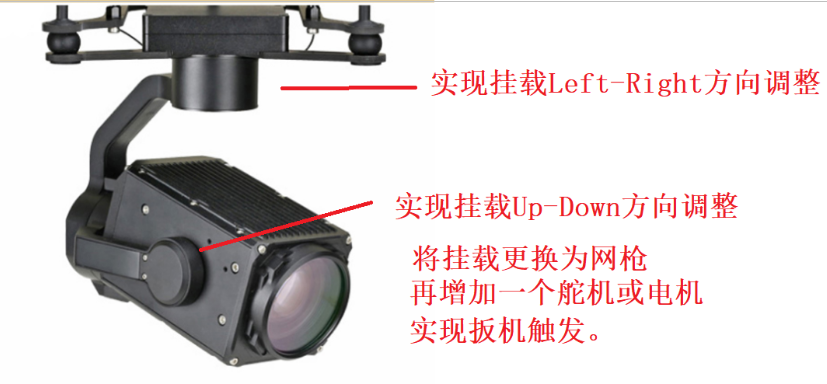 实现挂载Left-Right方向调整
实现挂载Up-Down方向调整
将挂载更换为网枪
再增加一个舵机或电机
实现扳机触发。